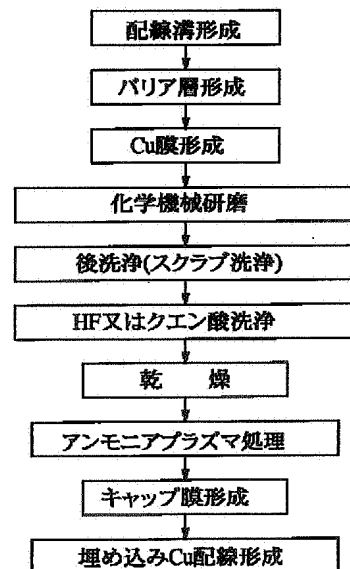 配線溝形成
バリア層形成
Cu膜形成
化学機械研磨
後洗浄(スクラブ洗浄)
HF又はクエン酸洗浄
乾 燥
アンモニアプラズマ処理
キャップ膜形成
埋め込みCu配線形成